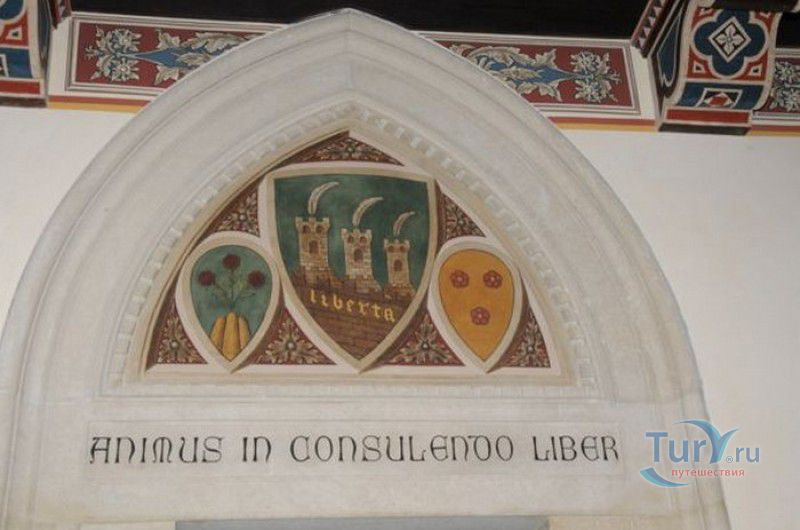 liberta
ANIMUS IN CONSULENDO LIBER
Tury.ru
путешествия